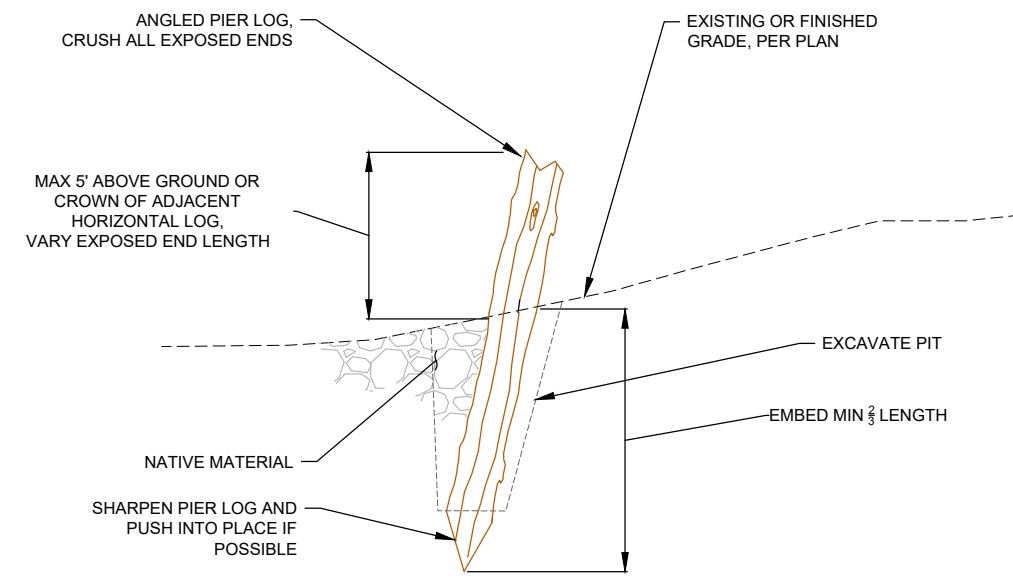 ANGLED PIER LOG,
CRUSH ALL EXPOSED ENDS
EXISTING OR FINISHED
GRADE, PER PLAN
MAX 5' ABOVE GROUND OR
CROWN OF ADJACENT
HORIZONTAL LOG,
VARY EXPOSED END LENGTH
EXCAVATE PIT
EMBED MIN 2/3 LENGTH
NATIVE MATERIAL
SHARPEN PIER LOG AND
PUSH INTO PLACE IF
POSSIBLE